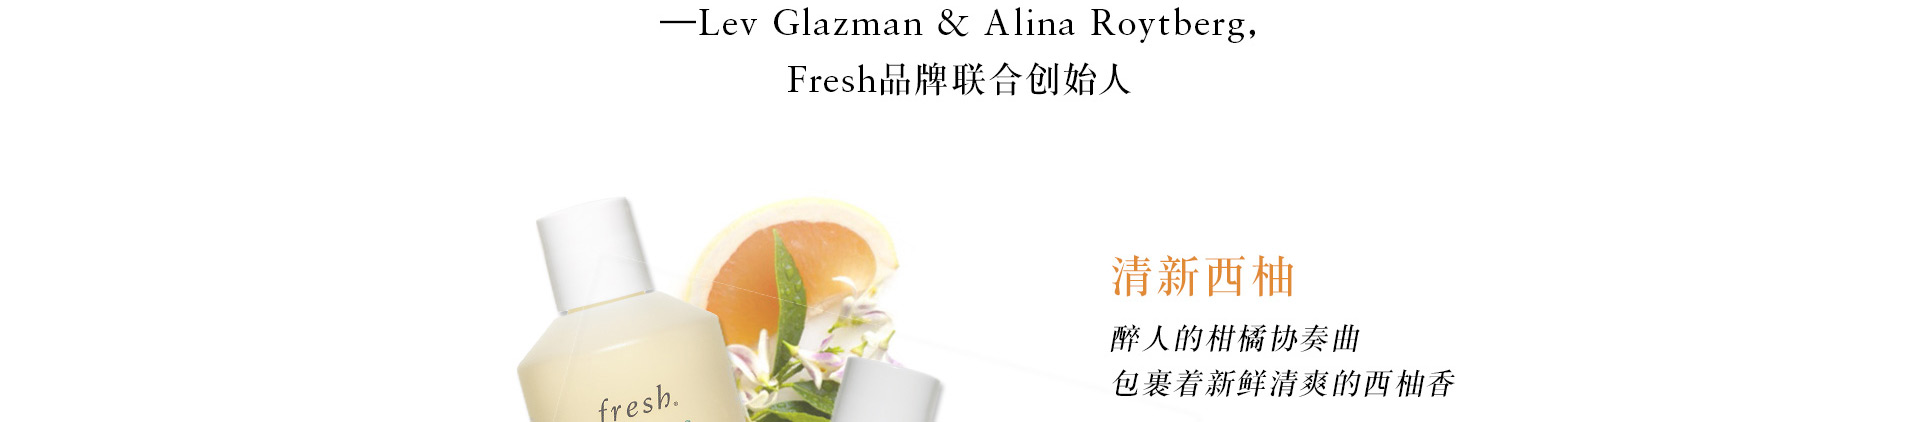 —Lev Glazman & Alina Roytberg,
Fresh品牌联合创始人
清新西柚
醉人的柑橘协奏曲
包裹着新鲜清爽的西柚香
fresh®